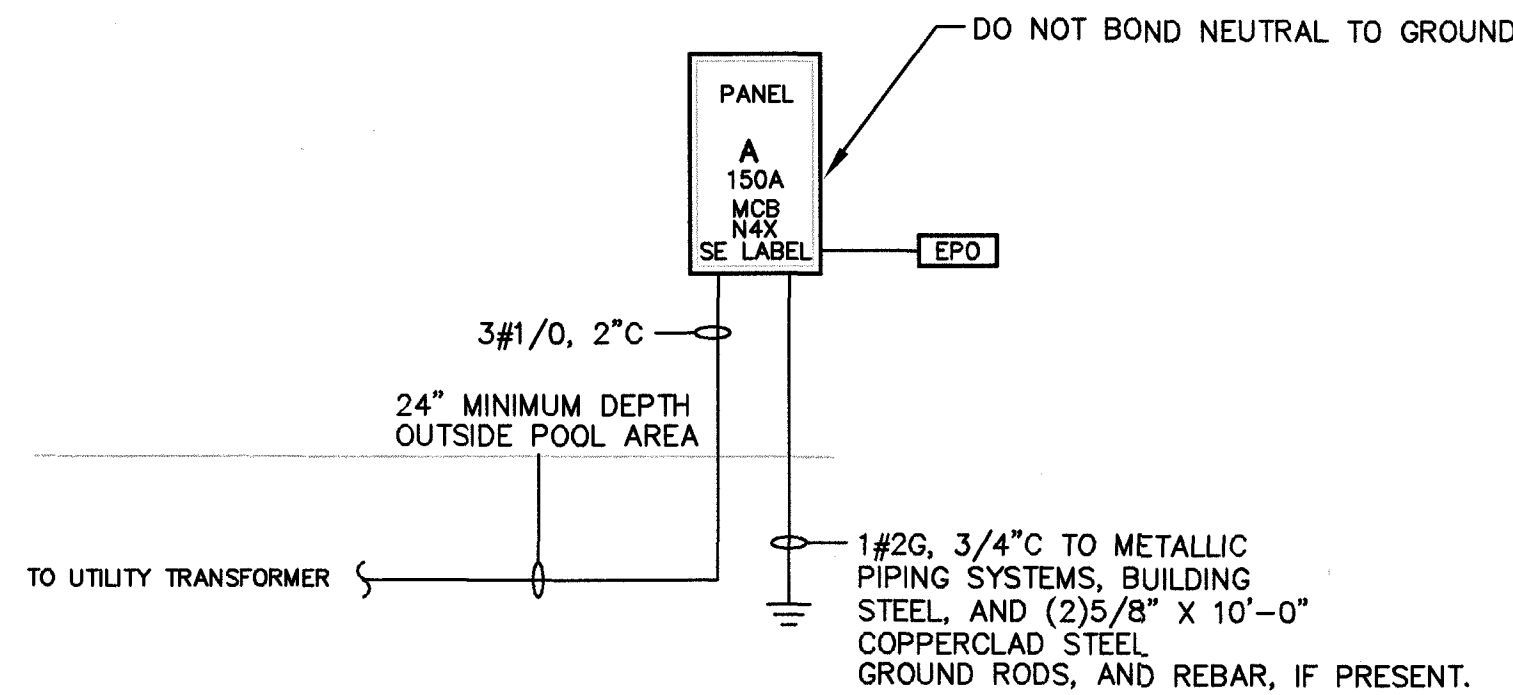 DO NOT BOND NEUTRAL TO GROUND
PANEL
A
150A
MCB
N4X
SE LABEL
EPO
3#1/0, 2"C
24" MINIMUM DEPTH
OUTSIDE POOL AREA
TO UTILITY TRANSFORMER
1#2G, 3/4"C TO METALLIC
PIPING SYSTEMS, BUILDING
STEEL, AND (2)5/8" X 10'-0"
COPPERCLAD STEEL
GROUND RODS, AND REBAR, IF PRESENT.